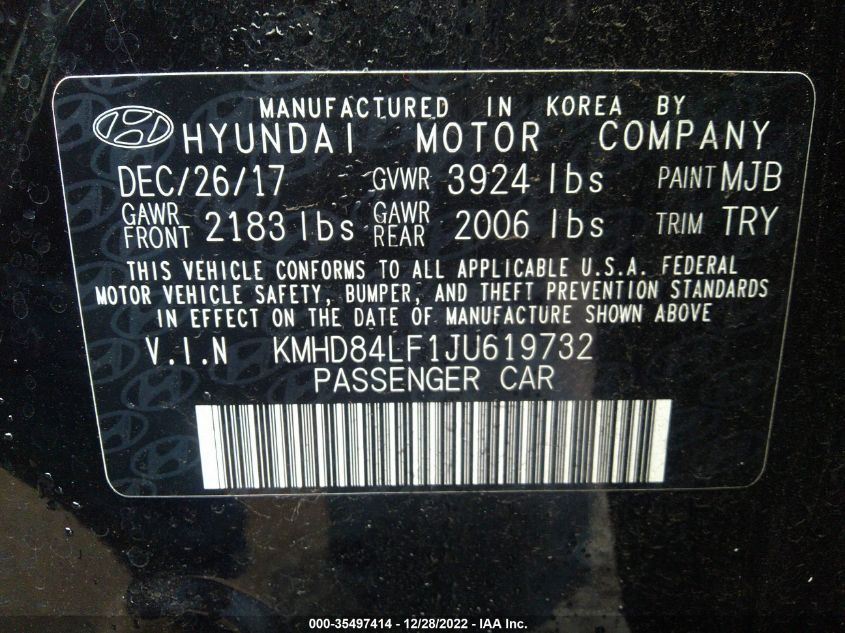 MANUFACTURED IN KOREA BY
HYUNDAI MOTOR COMPANY
DEC/26/17 GVWR 3924 lbs PAINT MJB
GAWR FRONT 2183 lbs GAWR REAR 2006 lbs TRIM TRY
THIS VEHICLE CONFORMS TO ALL APPLICABLE U.S.A. FEDERAL
MOTOR VEHICLE SAFETY, BUMPER, AND THEFT PREVENTION STANDARDS
IN EFFECT ON THE DATE OF MANUFACTURE SHOWN ABOVE
V.I.N KMHD84LF1JU619732
PASSENGER CAR
000-35497414 - 12/28/2022 - IAA Inc.